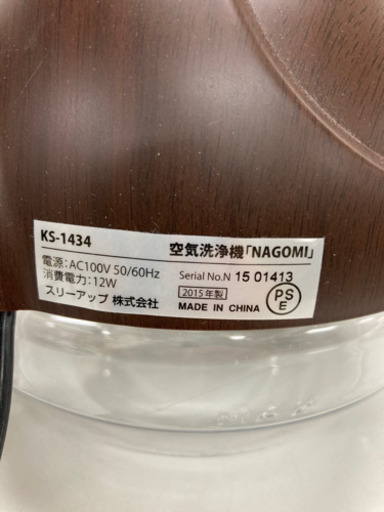 KS-1434
空気洗浄機「NAGOMI」
電源:AC100V 50/60Hz
消費電力:12W
スリーアップ 株式会社
Serial No.N 15 01413
2015年製
MADE IN CHINA
PS
E